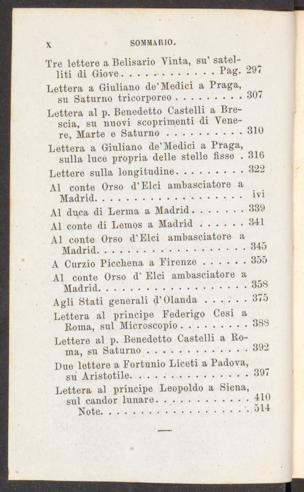 X SOMMARIO.
Tre lettere a Belisario Vinta, su' satel-
liti di Giove. . . . . . . . . . . . Pag. 297
Lettera a Giuliano de' Medici a Praga,
su Saturno tricorporeo . . . . . . . . 307
Lettera al p. Benedetto Castelli a Bre-
scia, su nuovi scoprimenti di Vene-
re, Marte e Saturno . . . . . . . . . 310
Lettera a Giuliano de' Medici a Praga,
sulla luce propria delle stelle fisse . 316
Lettere sulla longitudine. . . . . . . . 322
Al conte Orso d'Elci ambasciatore a
Madrid. . . . . . . . . . . . . . . . ivi
Al duca di Lerma a Madrid. . . . . . . 339
Al conte di Lemos a Madrid . . . . . . 341
Al conte Orso d'Elci ambasciatore a
Madrid. . . . . . . . . . . . . . . . 345
A Curzio Picchena a Firenze . . . . . . 355
Al conte Orso d' Elci ambasciatore a
Madrid. . . . . . . . . . . . . . . . 358
Agli Stati generali d'Olanda . . . . . . 375
Lettera al principe Federigo Cesi a
Roma, sul Microscopio . . . . . . . . 388
Lettere al p. Benedetto Castelli a Ro-
ma, su Saturno . . . . . . . . . . . . 392
Due lettere a Fortunio Liceti a Padova,
su Aristotile. . . . . . . . . . . . . 397
Lettera al principe Leopoldo a Siena,
sul candor lunare. . . . . . . . . . . 410
Note. . . . . . . . . . . . . . . . . 514